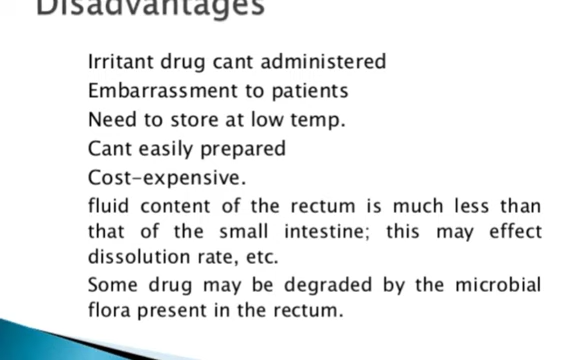 Disadvantages
Irritant drug cant administered
Embarrassment to patients
Need to store at low temp.
Cant easily prepared
Cost-expensive.
fluid content of the rectum is much less than
that of the small intestine; this may effect
dissolution rate, etc.
Some drug may be degraded by the microbial
flora present in the rectum.